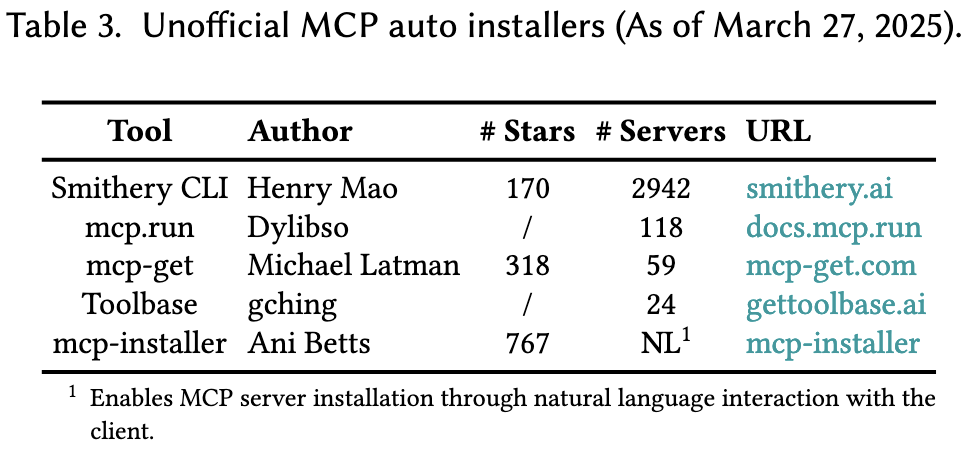 Table 3. Unofficial MCP auto installers (As of March 27, 2025).
Tool Author # Stars # Servers URL
Smithery CLI Henry Mao 170 2942 smithery.ai
mcp.run Dylibso / 118 docs.mcp.run
mcp-get Michael Latman 318 59 mcp-get.com
Toolbase gching / 24 gettoolbase.ai
mcp-installer Ani Betts 767 NL¹ mcp-installer
¹ Enables MCP server installation through natural language interaction with the
client.